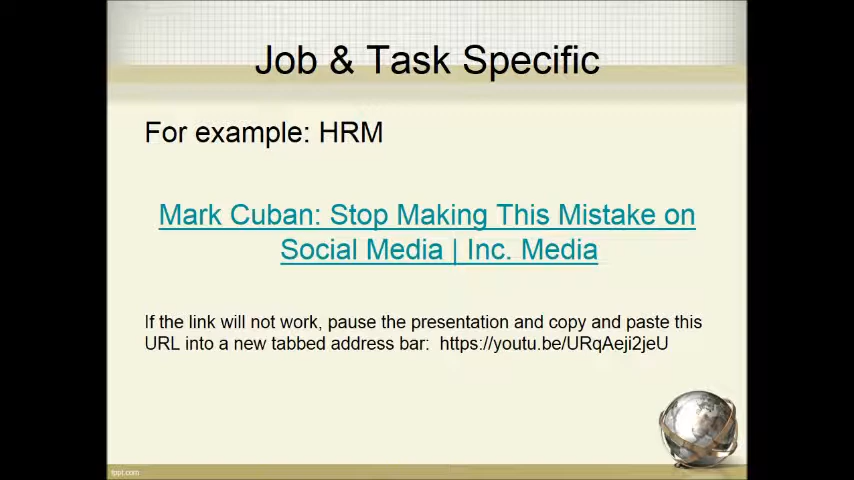 Job & Task Specific
For example: HRM
Mark Cuban: Stop Making This Mistake on
Social Media | Inc. Media
If the link will not work, pause the presentation and copy and paste this
URL into a new tabbed address bar:  https://youtu.be/URqAeji2jeU
fppt.com